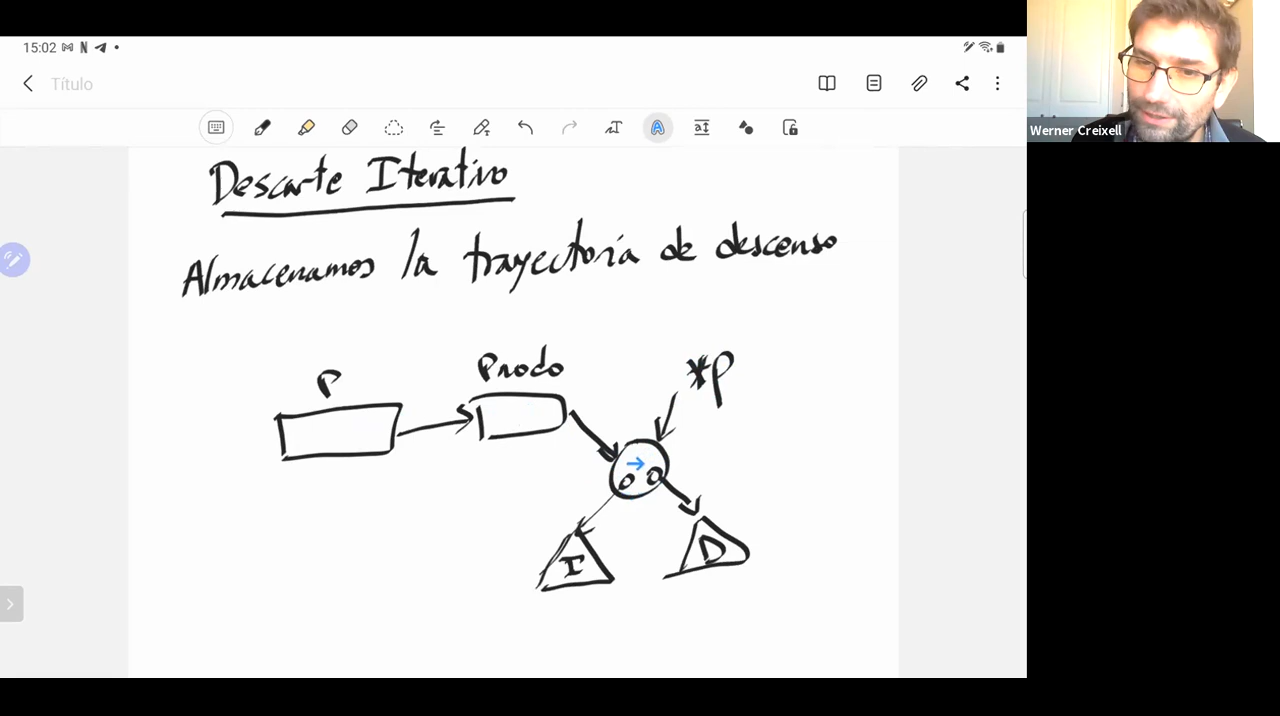 15:02
Título
Werner Creixell
Descarte Iterativo
Almacenamos la trayectoria de descenso
P
Pnodo
*P
I
D